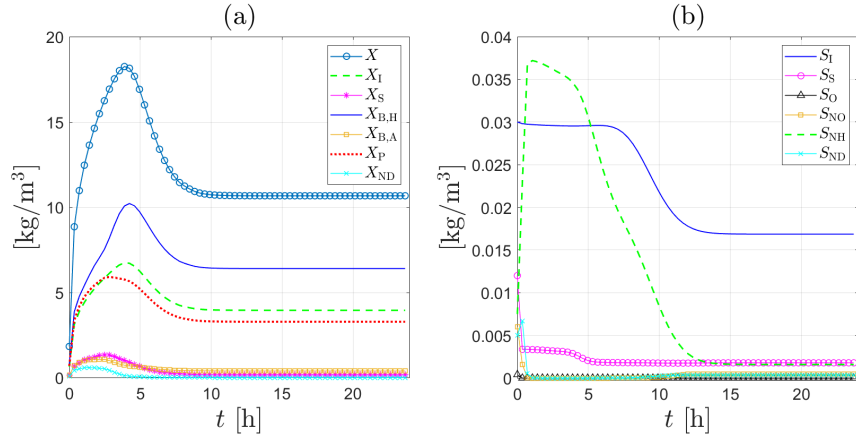 (a)
20
15
10
5
0
0
5
10
15
20
t [h]
[kg/m³]
X
X_I
X_S
X_B,H
X_B,A
X_P
X_ND
(b)
0.04
0.035
0.03
0.025
0.02
0.015
0.01
0.005
0
0
5
10
15
20
t [h]
[kg/m³]
S_I
S_S
S_O
S_NO
S_NH
S_ND